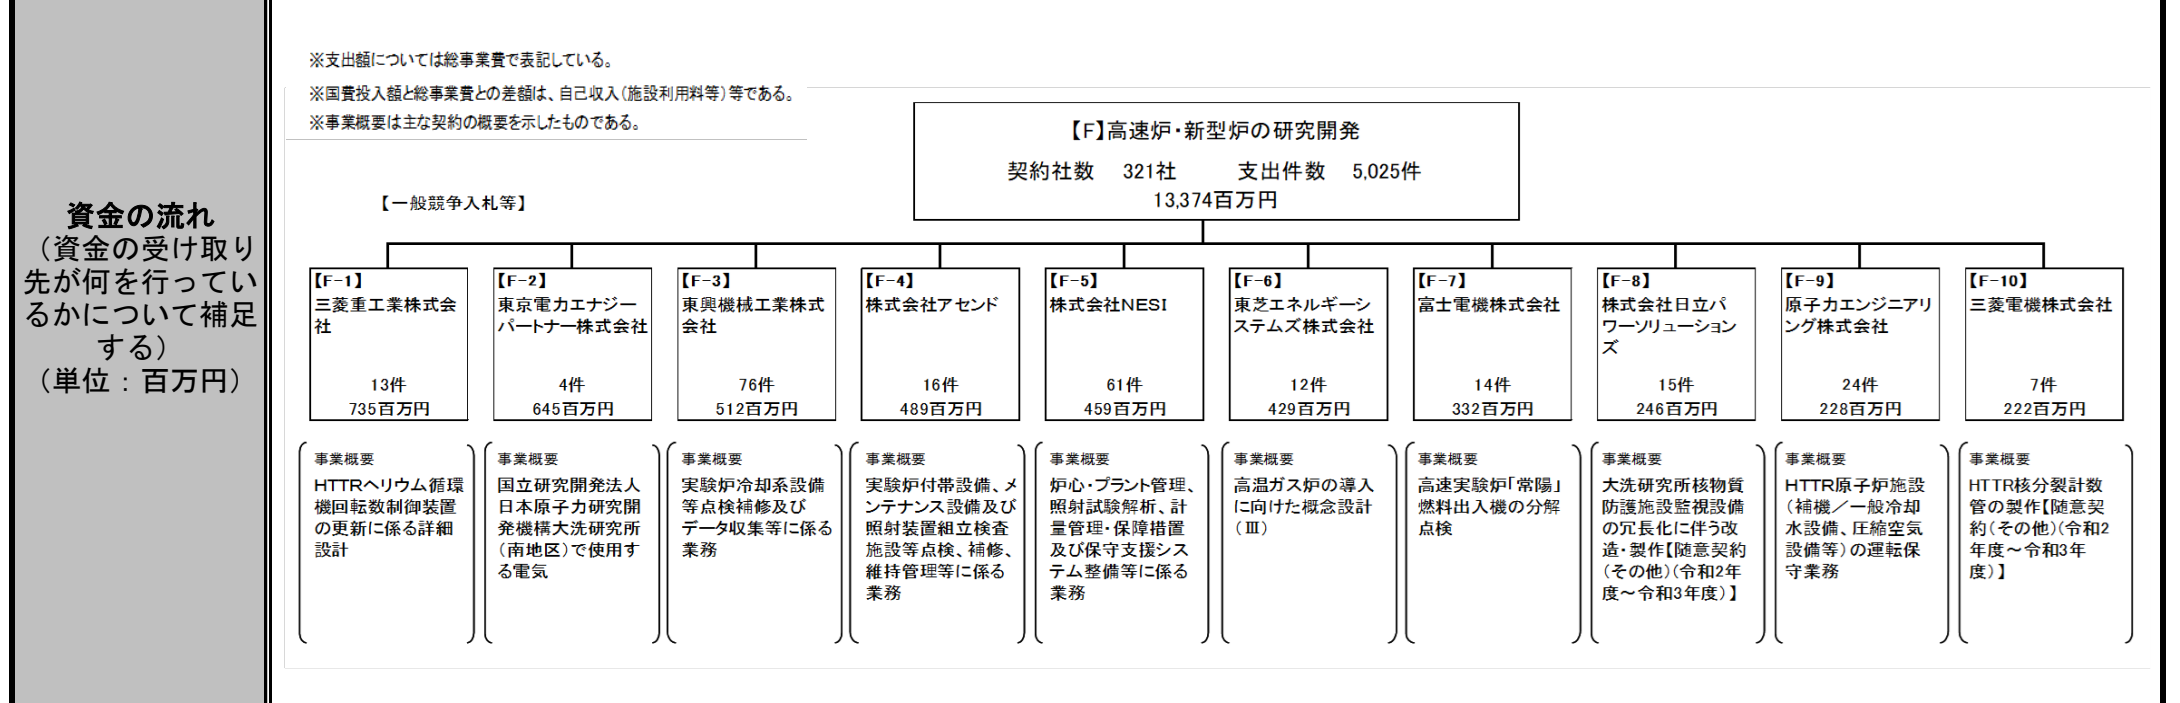 資金の流れ
（資金の受け取り
先が何を行ってい
るかについて補足
する）
（単位：百万円）
※支出額については総事業費で表記している。
※国費投入額と総事業費との差額は、自己収入（施設利用料等）等である。
※事業概要は主な契約の概要を示したものである。
【F】高速炉・新型炉の研究開発
契約社数　321社　　支出件数　5,025件
13,374百万円
【一般競争入札等】
【F-1】
三菱重工業株式会
社
13件
735百万円
事業概要
HTTRヘリウム循環
機回転数制御装置
の更新に係る詳細
設計
【F-2】
東京電力エナジー
パートナー株式会社
4件
645百万円
事業概要
国立研究開発法人
日本原子力研究開
発機構大洗研究所
（南地区）で使用す
る電気
【F-3】
東興機械工業株式
会社
76件
512百万円
事業概要
実験炉冷却系設備
等点検補修及び
データ収集等に係る
業務
【F-4】
株式会社アセンド
16件
489百万円
事業概要
実験炉付帯設備、メ
ンテナンス設備及び
照射装置組立検査
施設等点検、補修、
維持管理等に係る
業務
【F-5】
株式会社NESI
61件
459百万円
事業概要
炉心・プラント管理、
照射試験解析、計
量管理・保障措置
及び保守支援シス
テム整備等に係る
業務
【F-6】
東芝エネルギーシ
ステムズ株式会社
12件
429百万円
事業概要
高温ガス炉の導入
に向けた概念設計
（Ⅲ）
【F-7】
富士電機株式会社
14件
332百万円
事業概要
高速実験炉「常陽」
燃料出入機の分解
点検
【F-8】
株式会社日立パ
ワーソリューション
ズ
15件
246百万円
事業概要
大洗研究所核物質
防護施設監視設備
の冗長化に伴う改
造・製作【随意契約
（その他）（令和2年
度～令和3年度）】
【F-9】
原子力エンジニアリ
ング株式会社
24件
228百万円
事業概要
HTTR原子炉施設
（補機／一般冷却
水設備、圧縮空気
設備等）の運転保
守業務
【F-10】
三菱電機株式会社
7件
222百万円
事業概要
HTTR核分裂計数
管の製作【随意契
約（その他）（令和2
年度～令和3年
度）】